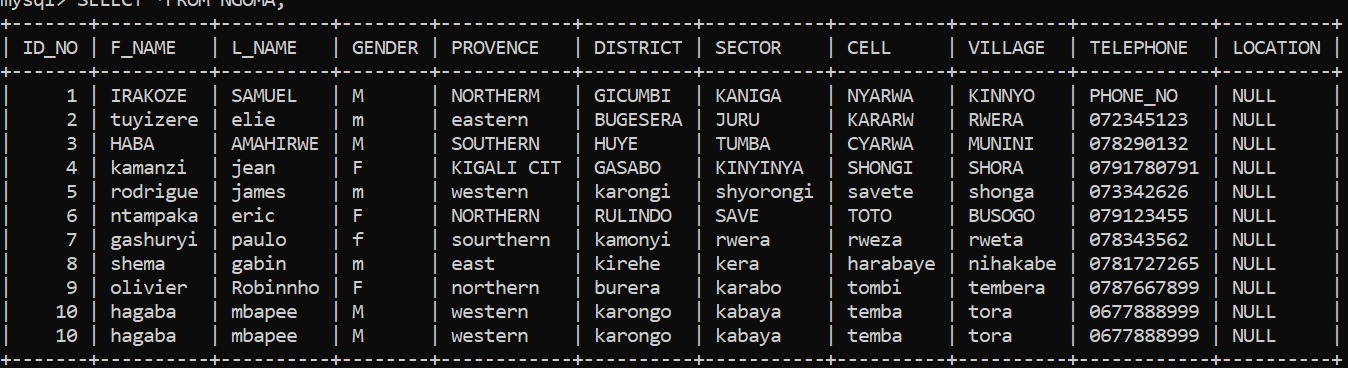 mysql> SELECT *FROM NGOMA;
| ID_NO | F_NAME | L_NAME | GENDER | PROVENCE | DISTRICT | SECTOR | CELL | VILLAGE | TELEPHONE | LOCATION |
| 1 | IRAKOZE | SAMUEL | M | NORTHERM | GICUMBI | KANIGA | NYARWA | KINNYO | PHONE_NO | NULL |
| 2 | tuyizere | elie | m | eastern | BUGESERA | JURU | KARARW | RWERA | 072345123 | NULL |
| 3 | HABA | AMAHIRWE | M | SOUTHERN | HUYE | TUMBA | CYARWA | MUNINI | 078290132 | NULL |
| 4 | kamanzi | jean | F | KIGALI CIT | GASABO | KINYINYA | SHONGI | SHORA | 0791780791 | NULL |
| 5 | rodrigue | james | m | western | karongi | shyorongi | savete | shonga | 073342626 | NULL |
| 6 | ntampaka | eric | F | NORTHERN | RULINDO | SAVE | TOTO | BUSOGO | 079123455 | NULL |
| 7 | gashuryi | paulo | f | sourthern | kamonyi | rwera | rweza | rweta | 078343562 | NULL |
| 8 | shema | gabin | m | east | kirehe | kera | harabaye | nihakabe | 0781727265 | NULL |
| 9 | olivier | Robinnho | F | northern | burera | karabo | tombi | tembera | 0787667899 | NULL |
| 10 | hagaba | mbapee | M | western | karongo | kabaya | temba | tora | 0677888999 | NULL |
| 10 | hagaba | mbapee | M | western | karongo | kabaya | temba | tora | 0677888999 | NULL |